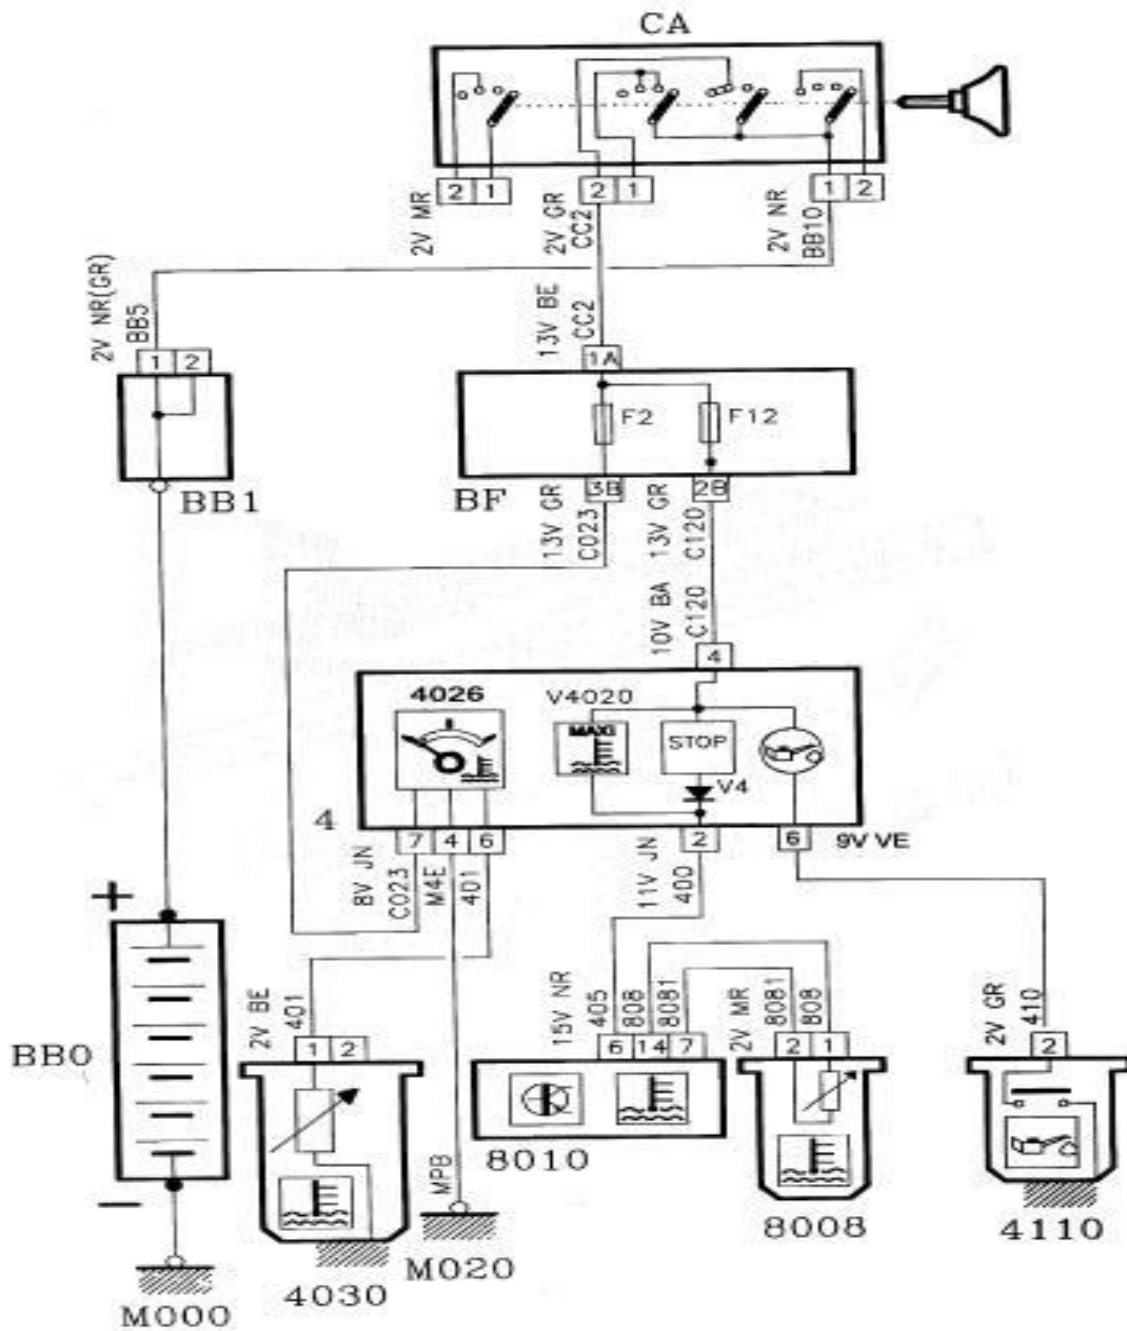 CA
2 1
2 1
1 2
2V MR
2V GR
CC2
2V NR
BB10
2V NR(GR)
BB5
13V BE
CC2
1 2
1A
F2
F12
BB1
BF
3B
2B
13V GR
C023
13V GR
C120
10V BA
C120
4
4026
V4020
MAXI
STOP
V4
4
7 4 6
2
6
9V VE
8V JN
C023
M4E
401
11V JN
400
+
2V BE
401
15V NR
405
808
8081
2V MR
8081
808
2V GR
410
1 2
6 14 7
2 1
2
BB0
8010
MPB
8008
4110
−
M020
4030
M000